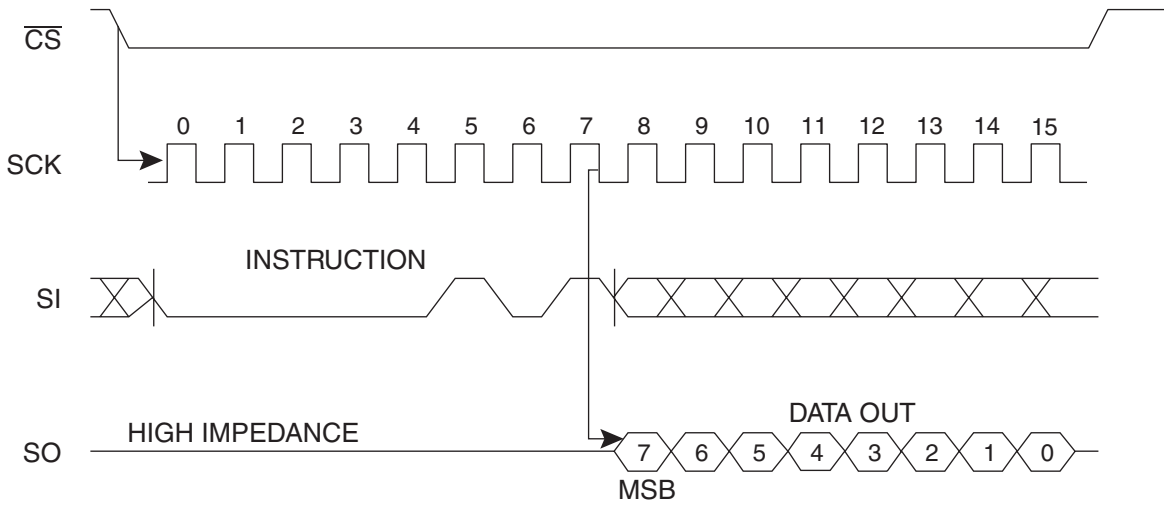 CS
0 1 2 3 4 5 6 7 8 9 10 11 12 13 14 15
SCK
INSTRUCTION
SI
DATA OUT
HIGH IMPEDANCE
SO
7 6 5 4 3 2 1 0
MSB